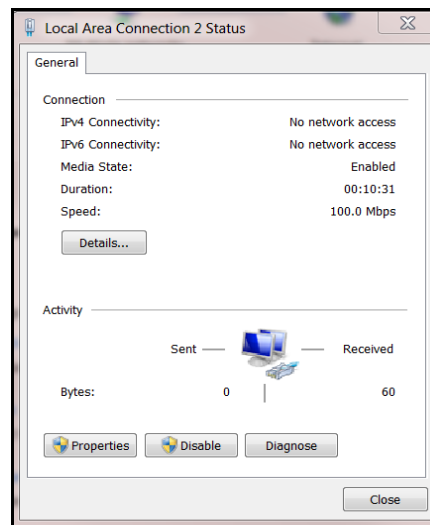 Local Area Connection 2 Status
General
Connection
IPv4 Connectivity: No network access
IPv6 Connectivity: No network access
Media State: Enabled
Duration: 00:10:31
Speed: 100.0 Mbps
Details...
Activity
Sent Received
Bytes: 0 60
Properties Disable Diagnose
Close